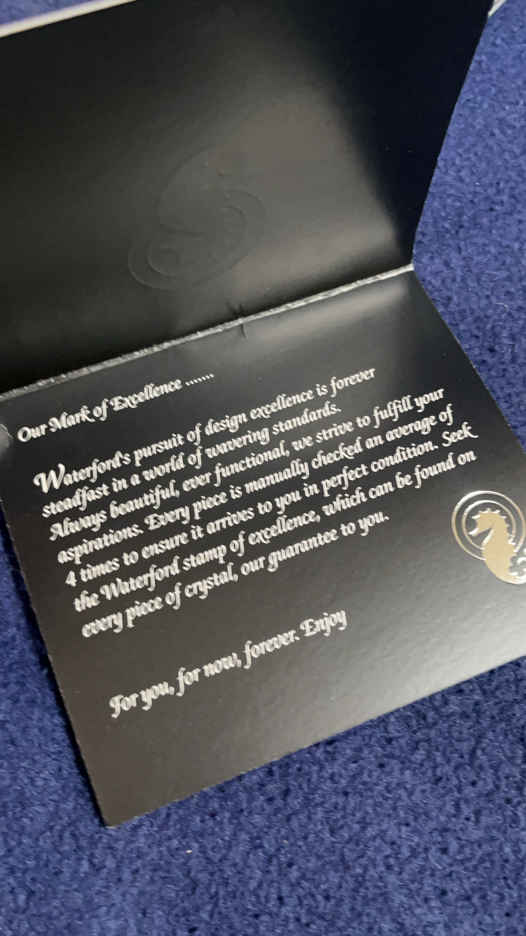 Our Mark of Excellence .......
Waterford's pursuit of design excellence is forever
steadfast in a world of wavering standards.
Always beautiful, ever functional, we strive to fulfill your
aspirations. Every piece is manually checked an average of
4 times to ensure it arrives to you in perfect condition. Seek
the Waterford stamp of excellence, which can be found on
every piece of crystal, our guarantee to you.
For you, for now, forever. Enjoy